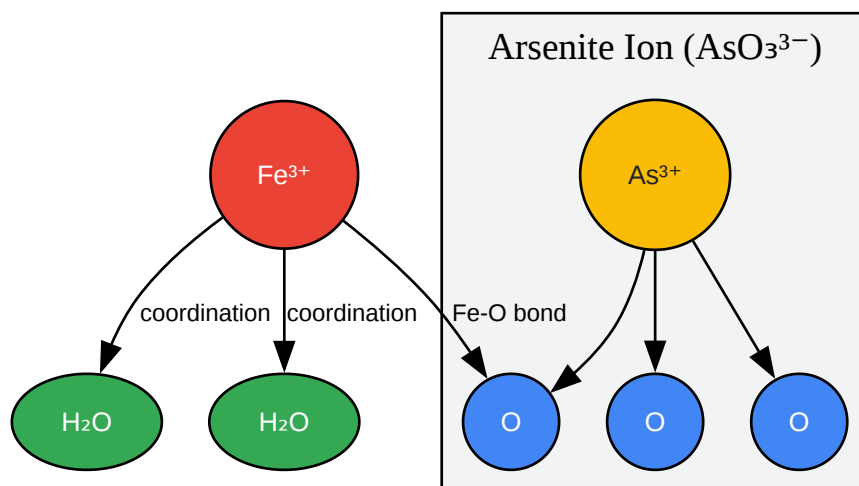 Arsenite Ion (AsO₃³⁻)
Fe³⁺
As³⁺
coordination
coordination
Fe-O bond
H₂O
H₂O
O
O
O